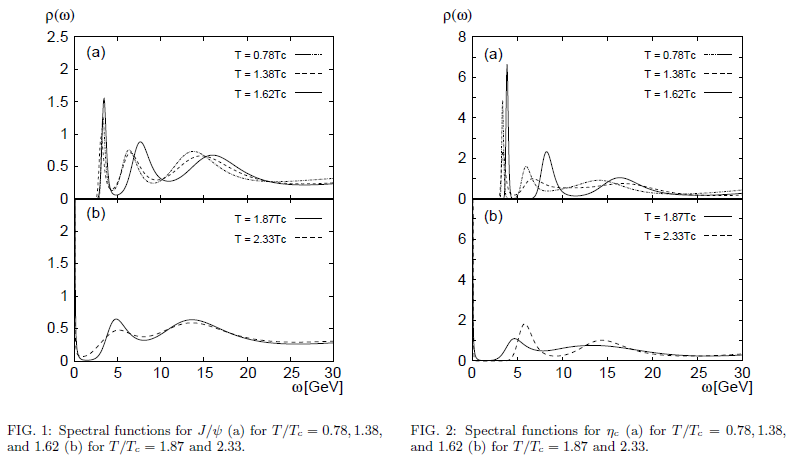 ρ(ω)
2.5
2
1.5
1
0.5
0
(a)
T = 0.78Tc
T = 1.38Tc
T = 1.62Tc
2
1.5
1
0.5
0
(b)
T = 1.87Tc
T = 2.33Tc
0 5 10 15 20 25 30
ω[GeV]
FIG. 1: Spectral functions for J/ψ (a) for T/Tc = 0.78, 1.38,
and 1.62 (b) for T/Tc = 1.87 and 2.33.
ρ(ω)
8
6
4
2
0
(a)
T = 0.78Tc
T = 1.38Tc
T = 1.62Tc
6
4
2
0
(b)
T = 1.87Tc
T = 2.33Tc
0 5 10 15 20 25 30
ω[GeV]
FIG. 2: Spectral functions for ηc (a) for T/Tc = 0.78, 1.38,
and 1.62 (b) for T/Tc = 1.87 and 2.33.